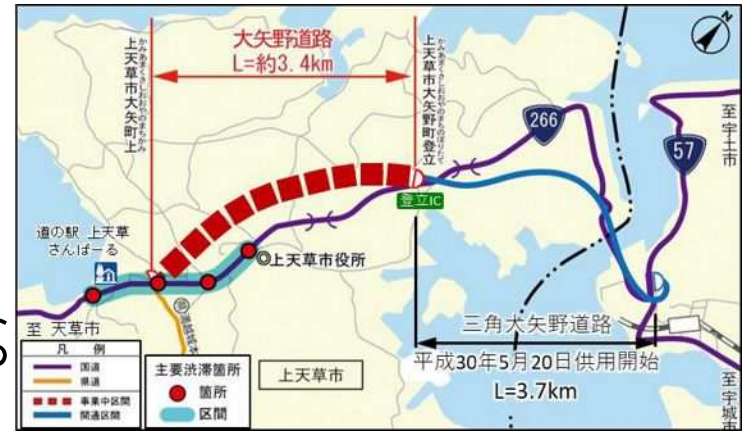 大矢野道路
L=約3.4km
かみあまくさしおおやのまちかみ
上天草市大矢野町上
かみあまくさしおおやのまちのぼりたて
上天草市大矢野町登立
N
266
57
至 宇土市
登立IC
道の駅 上天草
さんぱーる
上天草市役所
至 天草市
三角大矢野道路
平成30年5月20日供用開始
L=3.7km
至 宇城市
上天草市
凡 例
国道
県道
事業中区間
開通区間
主要渋滞箇所
箇所
区間